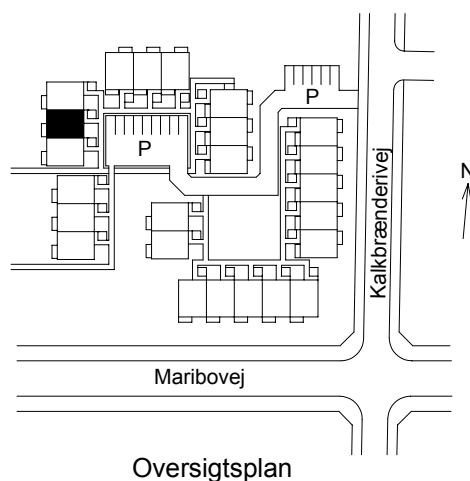 P
P
Kalkbrænderivej
N
Maribovej
Oversigtsplan